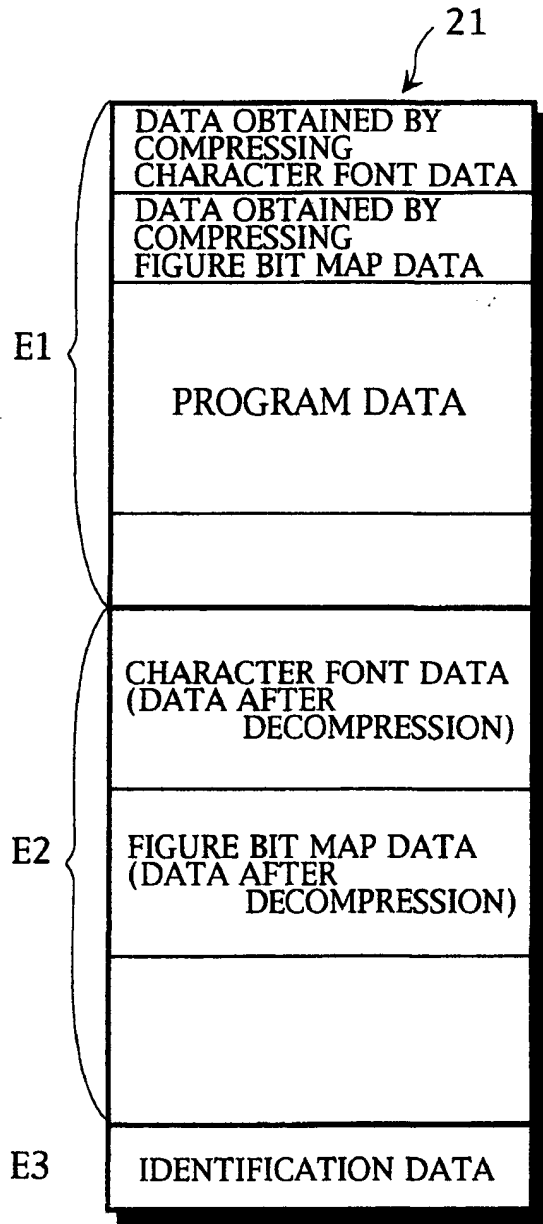 21
DATA OBTAINED BY
COMPRESSING
CHARACTER FONT DATA
DATA OBTAINED BY
COMPRESSING
FIGURE BIT MAP DATA
E1
PROGRAM DATA
CHARACTER FONT DATA
(DATA AFTER
DECOMPRESSION)
E2
FIGURE BIT MAP DATA
(DATA AFTER
DECOMPRESSION)
E3
IDENTIFICATION DATA